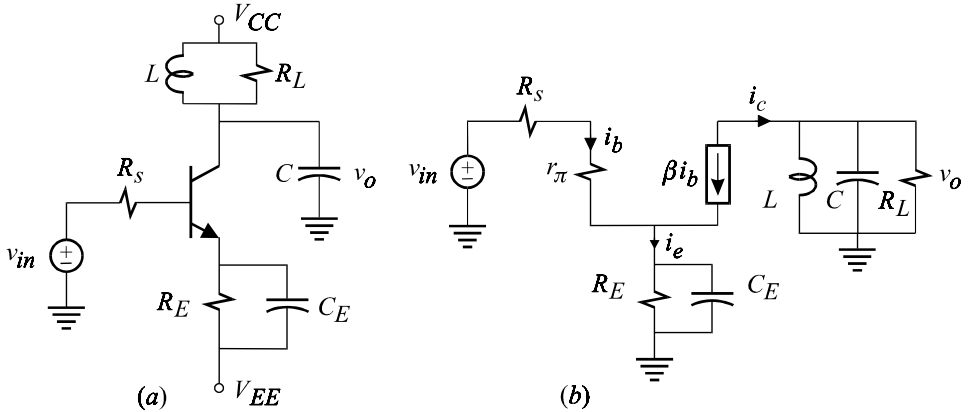 V_CC
L
R_L
R_s
C
v_o
v_in
R_E
C_E
V_EE
(a)
R_s
i_b
i_c
v_in
r_π
βi_b
L
C
R_L
v_o
i_e
R_E
C_E
(b)